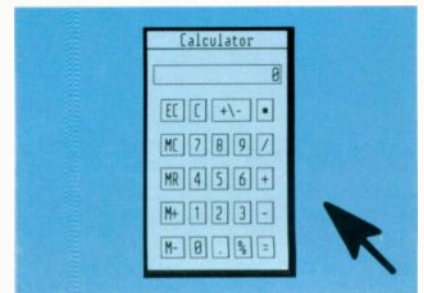 Calculator
0
EC C +\- *
MC 7 8 9 /
MR 4 5 6 +
M+ 1 2 3 -
M- 0 . % =